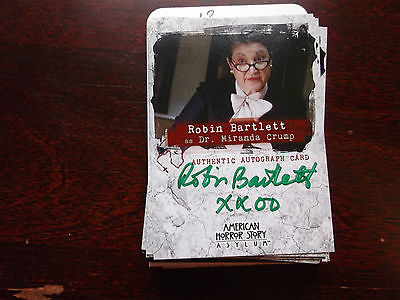 Robin Bartlett
as Dr. Miranda Crump
AUTHENTIC AUTOGRAPH CARD
Robin Bartlett
XXOO
AMERICAN
HORROR STORY
ASYLUM